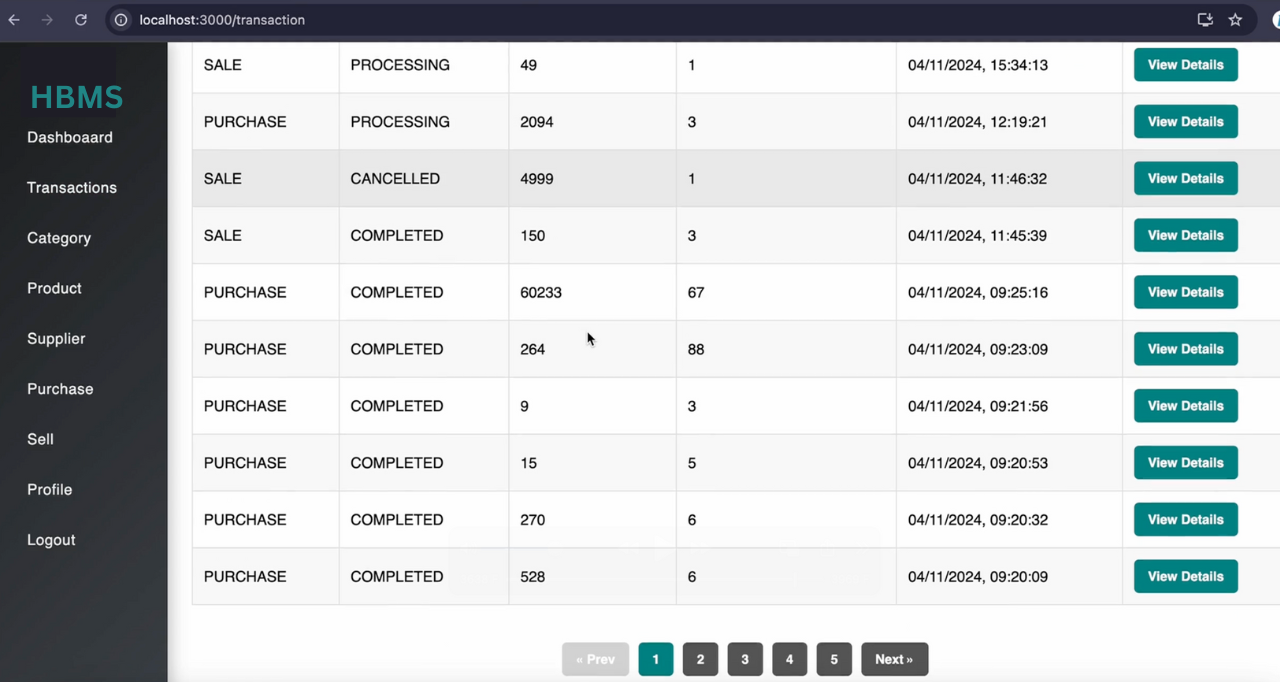 localhost:3000/transaction
HBMS
Dashboaard
Transactions
Category
Product
Supplier
Purchase
Sell
Profile
Logout
SALE PROCESSING 49 1 04/11/2024, 15:34:13 View Details
PURCHASE PROCESSING 2094 3 04/11/2024, 12:19:21 View Details
SALE CANCELLED 4999 1 04/11/2024, 11:46:32 View Details
SALE COMPLETED 150 3 04/11/2024, 11:45:39 View Details
PURCHASE COMPLETED 60233 67 04/11/2024, 09:25:16 View Details
PURCHASE COMPLETED 264 88 04/11/2024, 09:23:09 View Details
PURCHASE COMPLETED 9 3 04/11/2024, 09:21:56 View Details
PURCHASE COMPLETED 15 5 04/11/2024, 09:20:53 View Details
PURCHASE COMPLETED 270 6 04/11/2024, 09:20:32 View Details
PURCHASE COMPLETED 528 6 04/11/2024, 09:20:09 View Details
« Prev 1 2 3 4 5 Next »